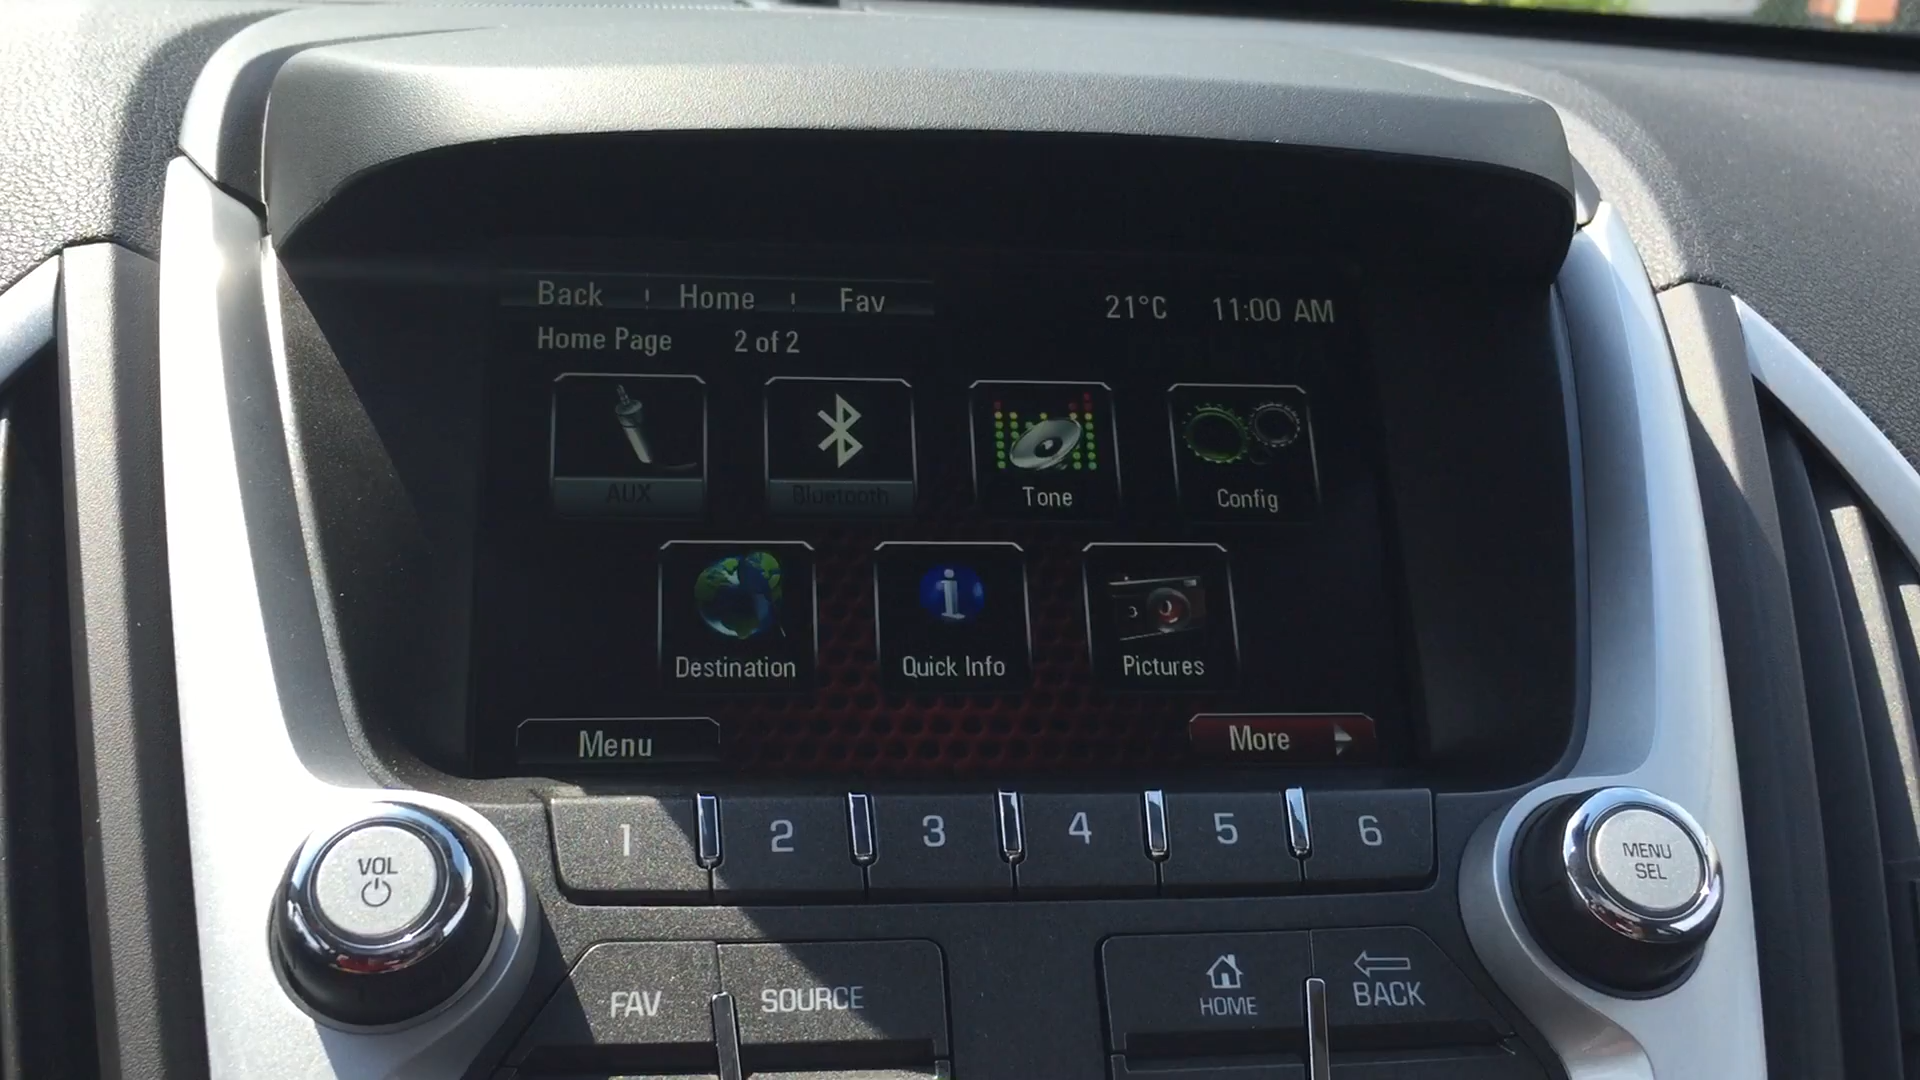 Back Home Fav
21°C 11:00 AM
Home Page 2 of 2
AUX
Bluetooth
Tone
Config
Destination
Quick Info
Pictures
Menu
More
1 2 3 4 5 6
VOL
MENU
SEL
FAV
SOURCE
HOME
BACK